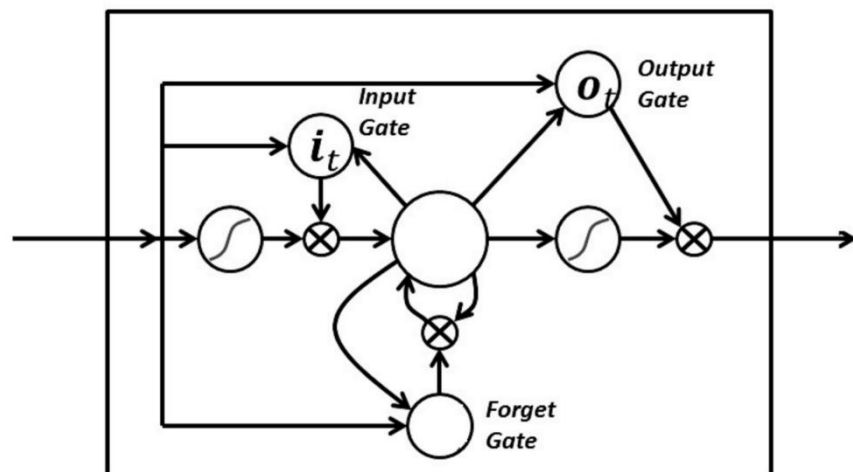 Output
Gate
o_t
Input
Gate
i_t
Forget
Gate